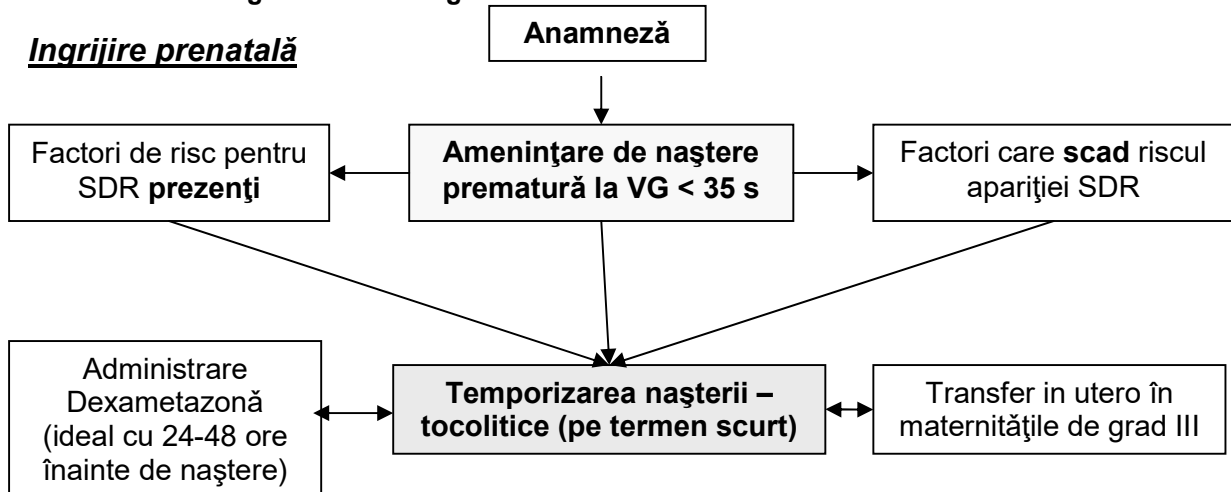 Anamneză
Ingrijire prenatală
Factori de risc pentru
SDR prezenţi
Ameninţare de naştere
prematură la VG < 35 s
Factori care scad riscul
apariţiei SDR
Administrare
Dexametazonă
(ideal cu 24-48 ore
înainte de naştere)
Temporizarea naşterii –
tocolitice (pe termen scurt)
Transfer in utero în
maternităţile de grad III